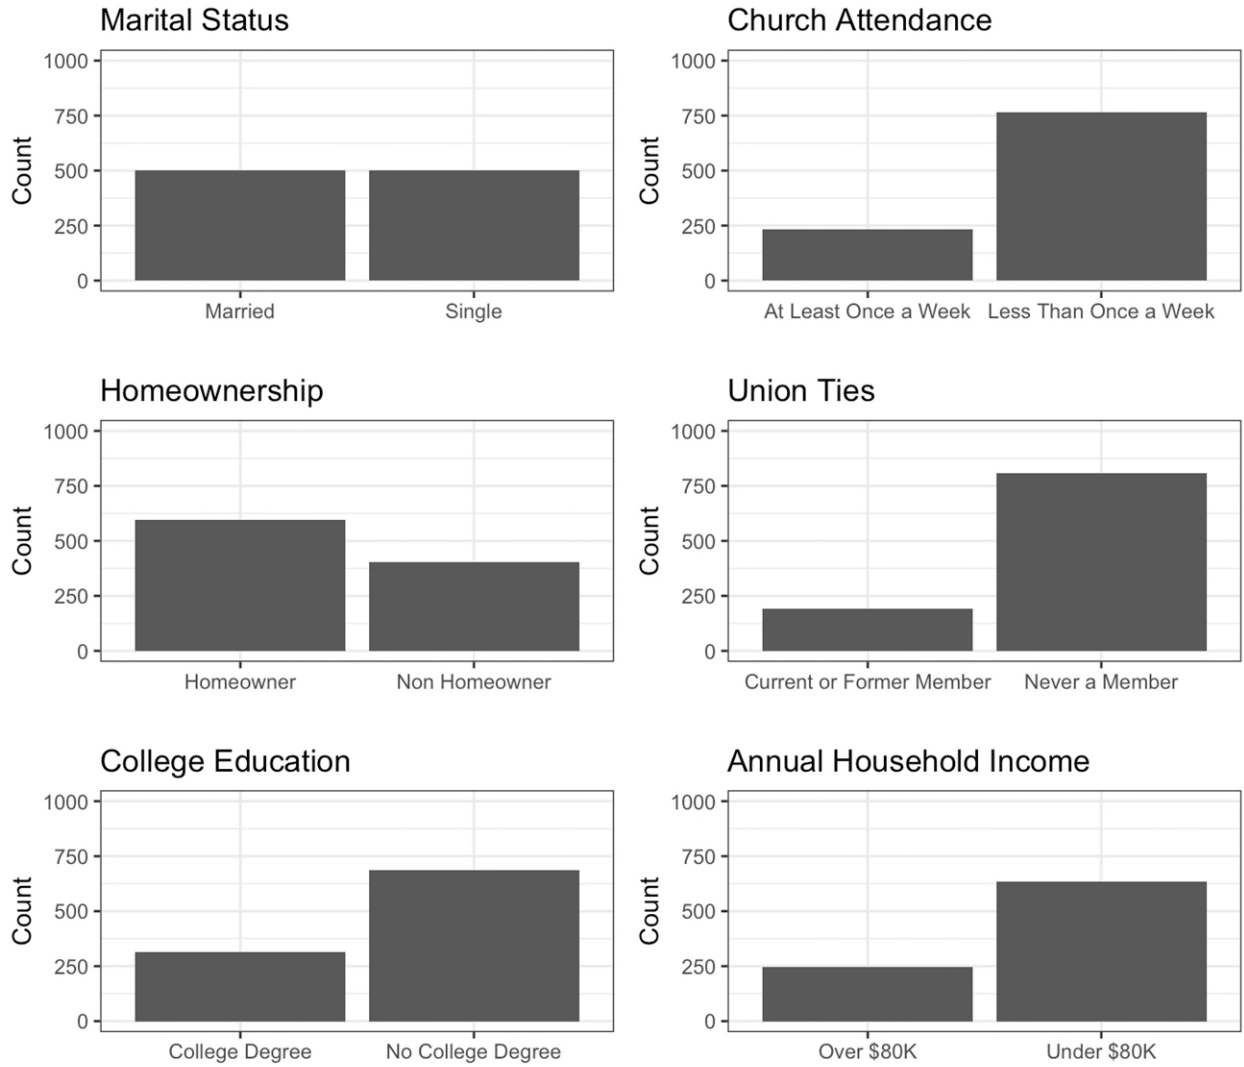 Marital Status
1000
750
500
250
0
Count
Married Single
Church Attendance
1000
750
500
250
0
Count
At Least Once a Week Less Than Once a Week
Homeownership
1000
750
500
250
0
Count
Homeowner Non Homeowner
Union Ties
1000
750
500
250
0
Count
Current or Former Member Never a Member
College Education
1000
750
500
250
0
Count
College Degree No College Degree
Annual Household Income
1000
750
500
250
0
Count
Over $80K Under $80K